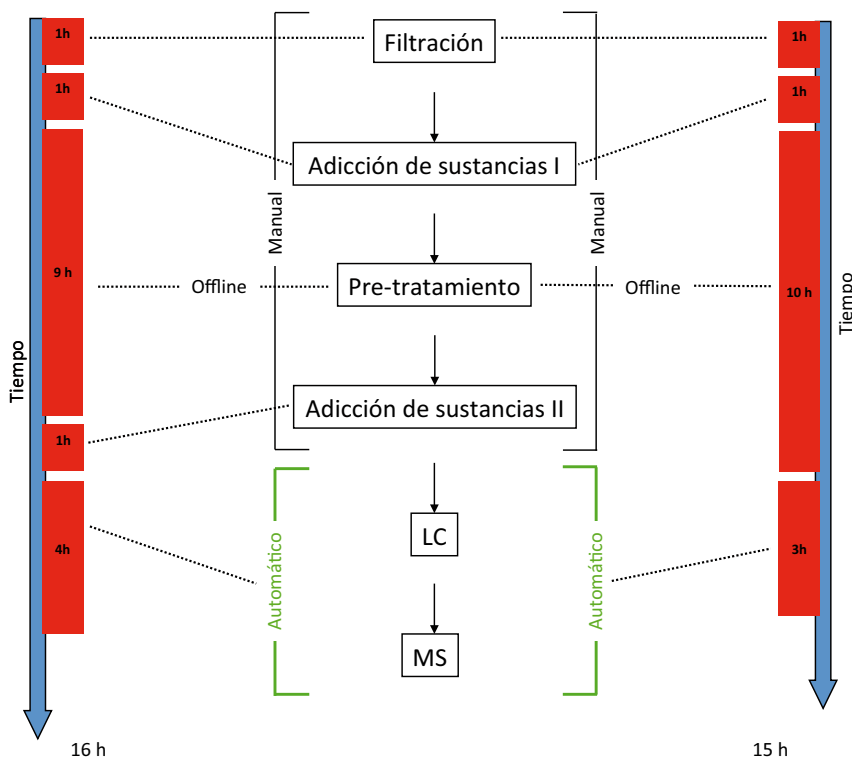 1h
Filtración
1h
1h
1h
Adicción de sustancias I
Manual
Manual
9 h
Offline
Pre-tratamiento
Offline
10 h
Tiempo
Tiempo
Adicción de sustancias II
1h
LC
4h
Automático
Automático
3h
MS
16 h
15 h